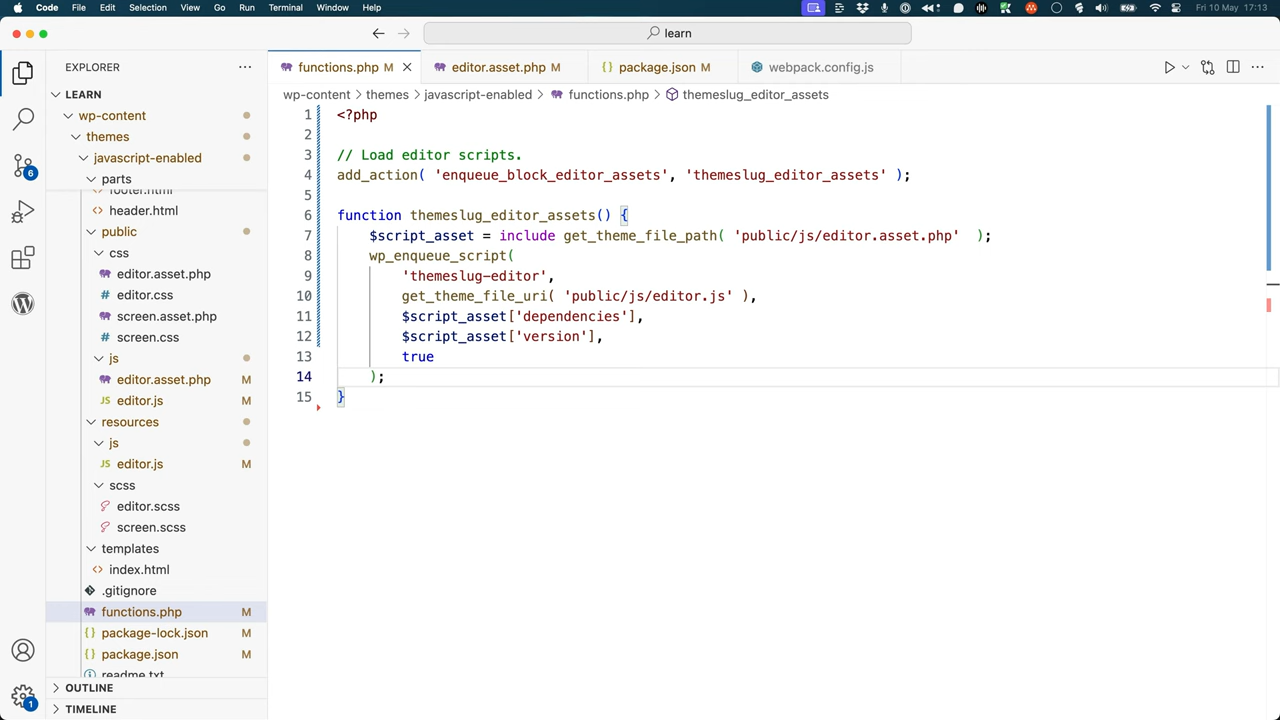 Code File Edit Selection View Go Run Terminal Window Help Fri 10 May 17:13
learn
EXPLORER
functions.php M
editor.asset.php M
package.json M
webpack.config.js
LEARN
wp-content > themes > javascript-enabled > functions.php > themeslug_editor_assets
wp-content
themes
javascript-enabled
parts
footer.html
header.html
public
css
editor.asset.php
editor.css
screen.asset.php
screen.css
js
editor.asset.php M
editor.js M
resources
js
editor.js M
scss
editor.scss
screen.scss
templates
index.html
.gitignore
functions.php M
package-lock.json M
package.json M
readme.txt
OUTLINE
TIMELINE
6
1
1 <?php
2
3 // Load editor scripts.
4 add_action( 'enqueue_block_editor_assets', 'themeslug_editor_assets' );
5
6 function themeslug_editor_assets() {
7 $script_asset = include get_theme_file_path( 'public/js/editor.asset.php'  );
8 wp_enqueue_script(
9 'themeslug-editor',
10 get_theme_file_uri( 'public/js/editor.js' ),
11 $script_asset['dependencies'],
12 $script_asset['version'],
13 true
14 );
15 }